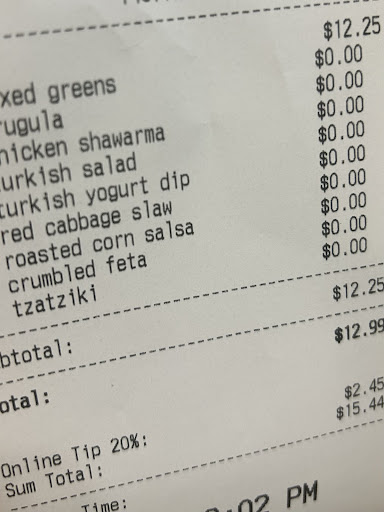 $12.25
xed greens $0.00
rugula $0.00
hicken shawarma $0.00
urkish salad $0.00
turkish yogurt dip $0.00
red cabbage slaw $0.00
roasted corn salsa $0.00
crumbled feta $0.00
tzatziki $0.00
btotal: $12.25
otal: $12.99
Online Tip 20%: $2.45
Sum Total: $15.44
Time: :02 PM